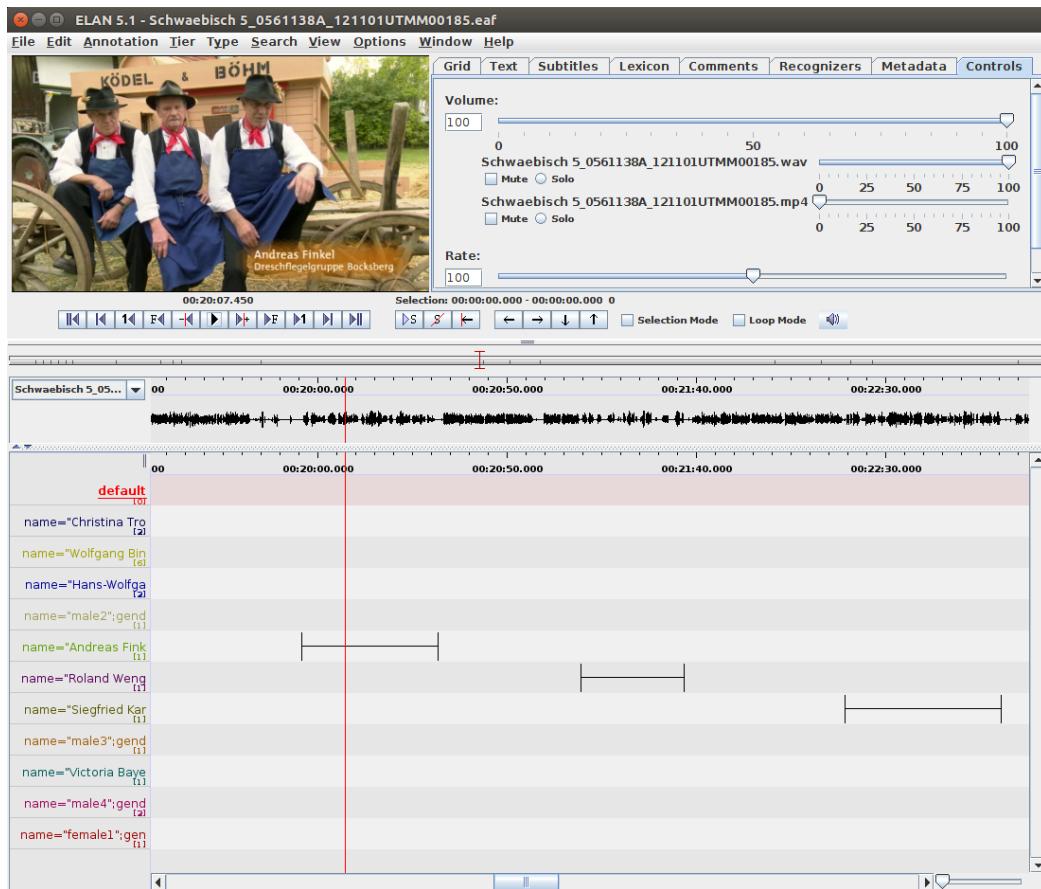 ELAN 5.1 - Schwaebisch 5_0561138A_121101UTMM00185.eaf
File Edit Annotation Tier Type Search View Options Window Help
KÖDEL & BÖHM
Andreas Finkel
Dreschflegelgruppe Bocksberg
Grid Text Subtitles Lexicon Comments Recognizers Metadata Controls
Volume:
100
0 50 100
Schwaebisch 5_0561138A_121101UTMM00185.wav
Mute Solo
0 25 50 75 100
Schwaebisch 5_0561138A_121101UTMM00185.mp4
Mute Solo
0 25 50 75 100
Rate:
100
00:20:07.450
Selection: 00:00:00.000 - 00:00:00.000 0
1 F + F 1 S S Selection Mode Loop Mode
Schwaebisch 5_05... 00 00:20:00.000 00:20:50.000 00:21:40.000 00:22:30.000
00 00:20:00.000 00:20:50.000 00:21:40.000 00:22:30.000
default
[0]
name="Christina Tro
[2]
name="Wolfgang Bin
[6]
name="Hans-Wolfga
[2]
name="male2";gend
[1]
name="Andreas Fink
[1]
name="Roland Weng
[1]
name="Siegfried Kar
[1]
name="male3";gend
[1]
name="Victoria Baye
[1]
name="male4";gend
[2]
name="female1";gen
[1]